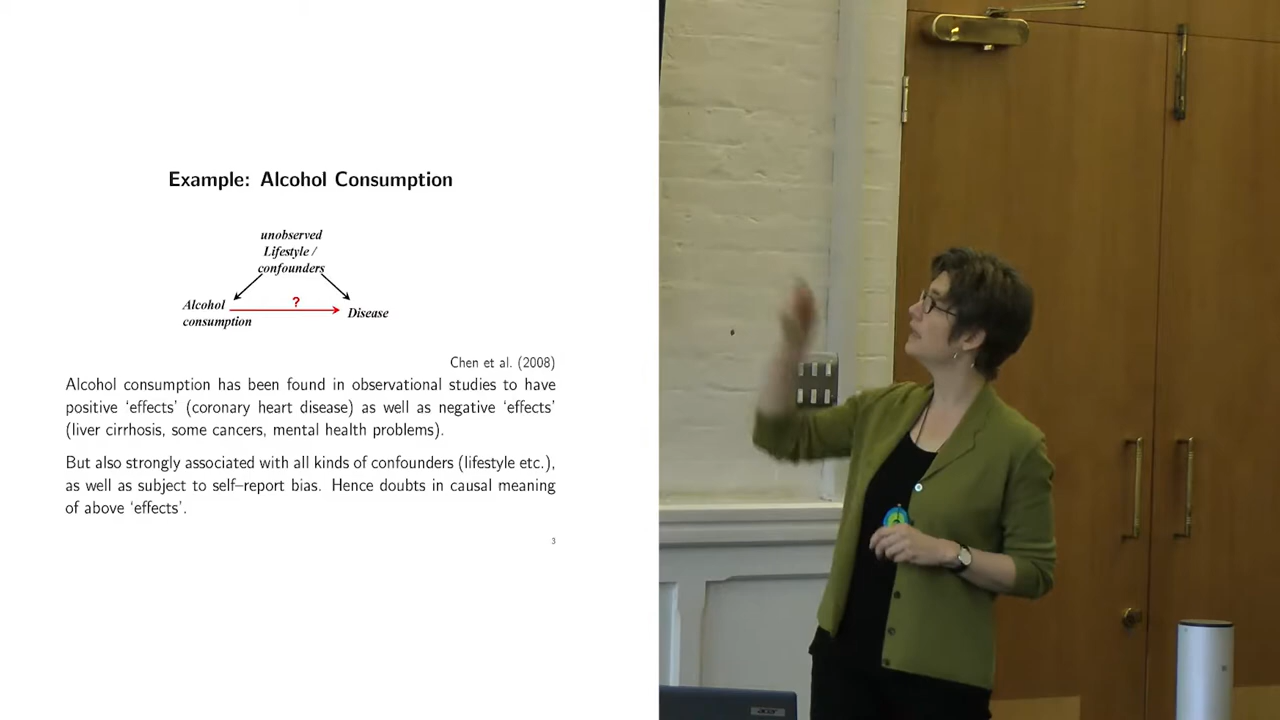 Example: Alcohol Consumption
unobserved
Lifestyle /
confounders
?
Alcohol
consumption
Disease
Chen et al. (2008)
Alcohol consumption has been found in observational studies to have
positive ‘effects’ (coronary heart disease) as well as negative ‘effects’
(liver cirrhosis, some cancers, mental health problems).
But also strongly associated with all kinds of confounders (lifestyle etc.),
as well as subject to self–report bias. Hence doubts in causal meaning
of above ‘effects’.
3
acer